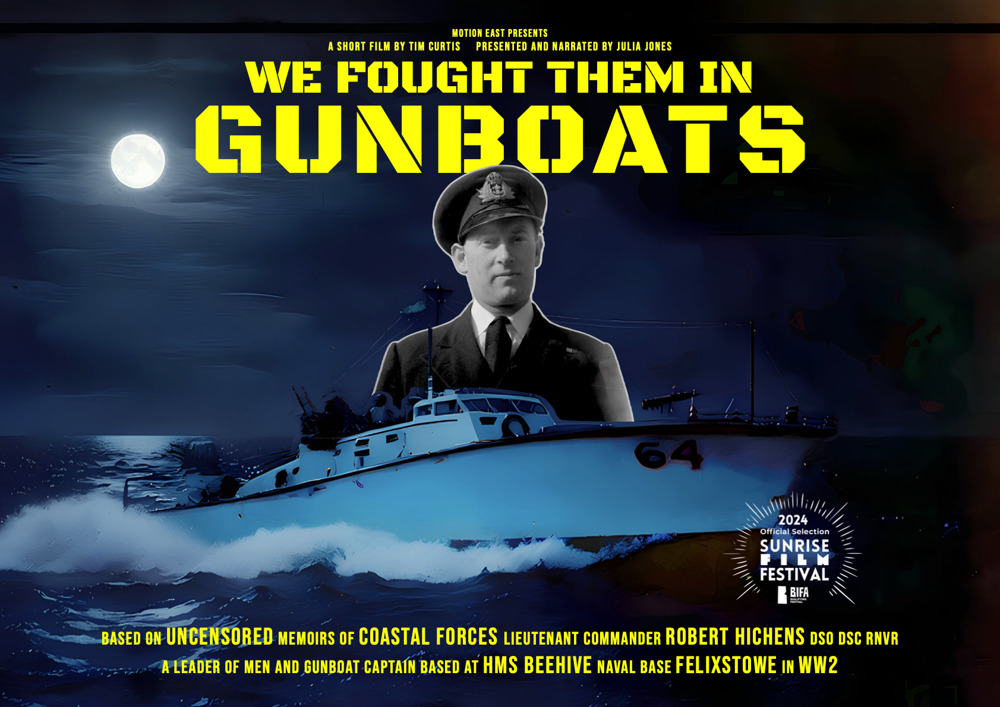 MOTION EAST PRESENTS
A SHORT FILM BY TIM CURTIS PRESENTED AND NARRATED BY JULIA JONES
WE FOUGHT THEM IN
GUNBOATS
64
2024
Official Selection
SUNRISE
FILM
FESTIVAL
BIFA
QUALIFYING
FESTIVAL
BASED ON UNCENSORED MEMOIRS OF COASTAL FORCES LIEUTENANT COMMANDER ROBERT HICHENS DSO DSC RNVR
A LEADER OF MEN AND GUNBOAT CAPTAIN BASED AT HMS BEEHIVE NAVAL BASE FELIXSTOWE IN WW2